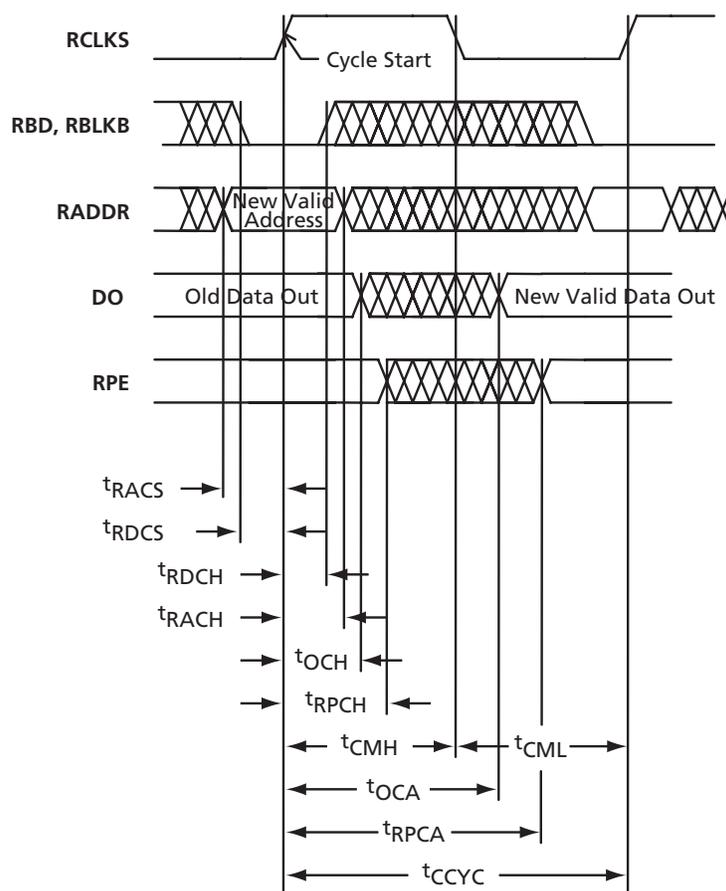 RCLKS
Cycle Start
RBD, RBLKB
RADDR
New Valid
Address
DO
Old Data Out
New Valid Data Out
RPE
tRACS
tRDCS
tRDCH
tRACH
tOCH
tRPCH
tCMH
tCML
tOCA
tRPCA
tCCYC